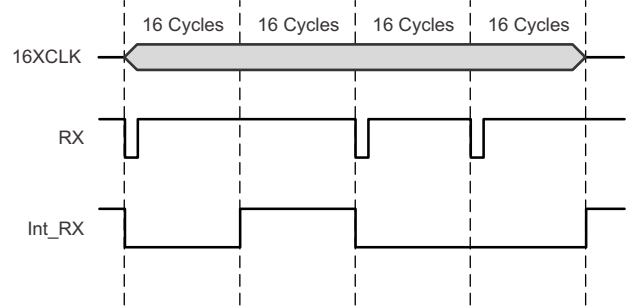 16 Cycles 16 Cycles 16 Cycles 16 Cycles
16XCLK
RX
Int_RX